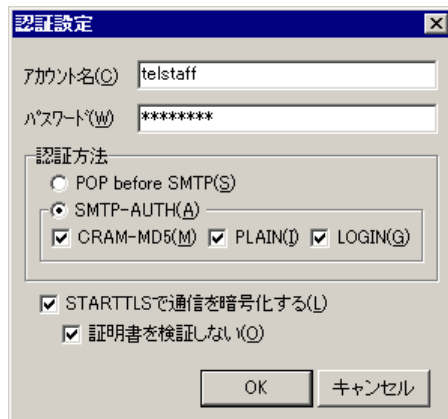 認証設定
アカウント名(C) telstaff
パスワード(W) ********
認証方法
POP before SMTP(S)
SMTP-AUTH(A)
CRAM-MD5(M) PLAIN(I) LOGIN(G)
STARTTLSで通信を暗号化する(L)
証明書を検証しない(O)
OK キャンセル